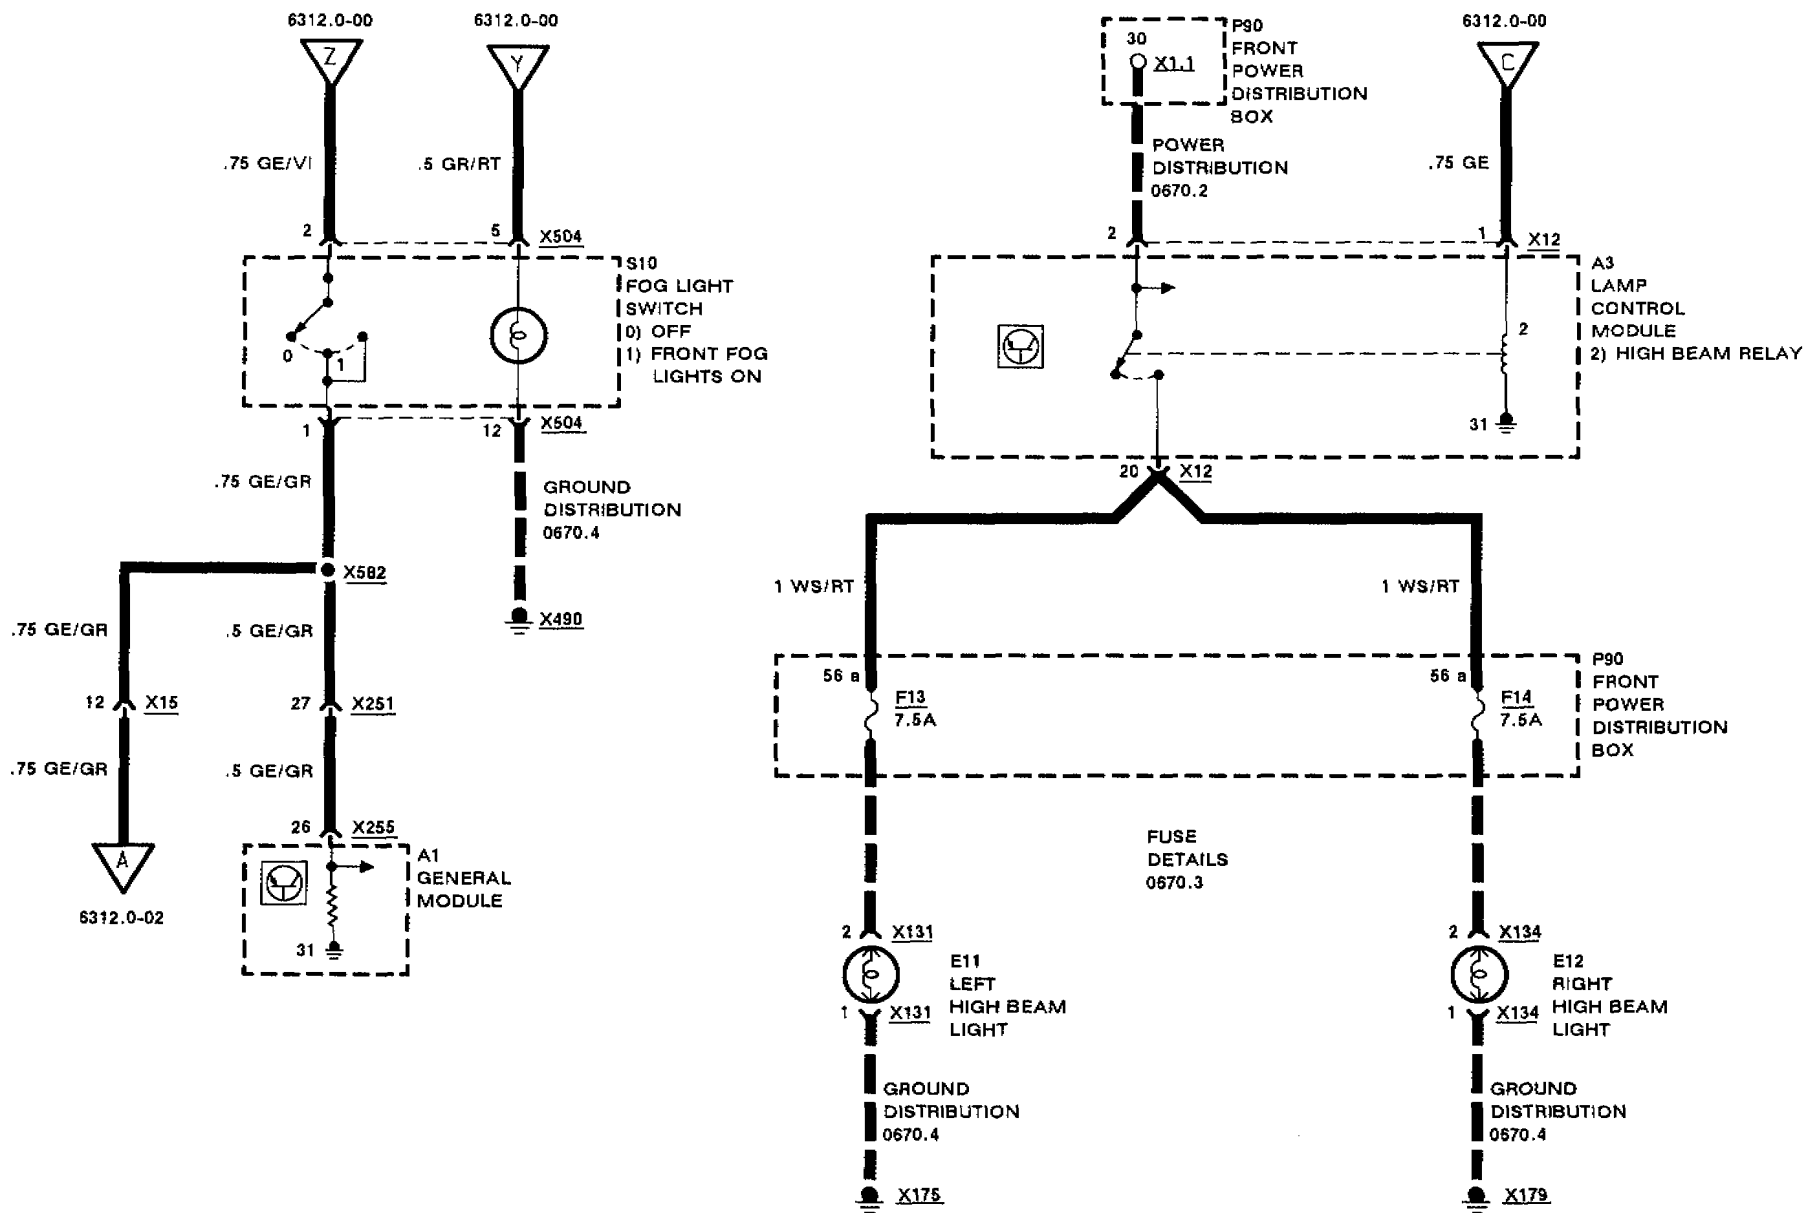 6312.0-00
Z
.75 GE/VI
2
6312.0-00
Y
.5 GR/RT
5
X504
S10
FOG LIGHT
SWITCH
0) OFF
1) FRONT FOG
LIGHTS ON
0
1
1
12
X504
.75 GE/GR
GROUND
DISTRIBUTION
0670.4
X490
X582
.75 GE/GR
.5 GE/GR
12
X15
27
X251
.75 GE/GR
.5 GE/GR
A
6312.0-02
26
X255
A1
GENERAL
MODULE
31
30
X1.1
P90
FRONT
POWER
DISTRIBUTION
BOX
POWER
DISTRIBUTION
0670.2
6312.0-00
C
.75 GE
2
1
X12
A3
LAMP
CONTROL
MODULE
2) HIGH BEAM RELAY
2
31
20
X12
1 WS/RT
1 WS/RT
56 a
F13
7.5A
56 a
F14
7.5A
P90
FRONT
POWER
DISTRIBUTION
BOX
FUSE
DETAILS
0670.3
2
X131
E11
LEFT
HIGH BEAM
LIGHT
1
X131
GROUND
DISTRIBUTION
0670.4
X175
2
X134
E12
RIGHT
HIGH BEAM
LIGHT
1
X134
GROUND
DISTRIBUTION
0670.4
X179